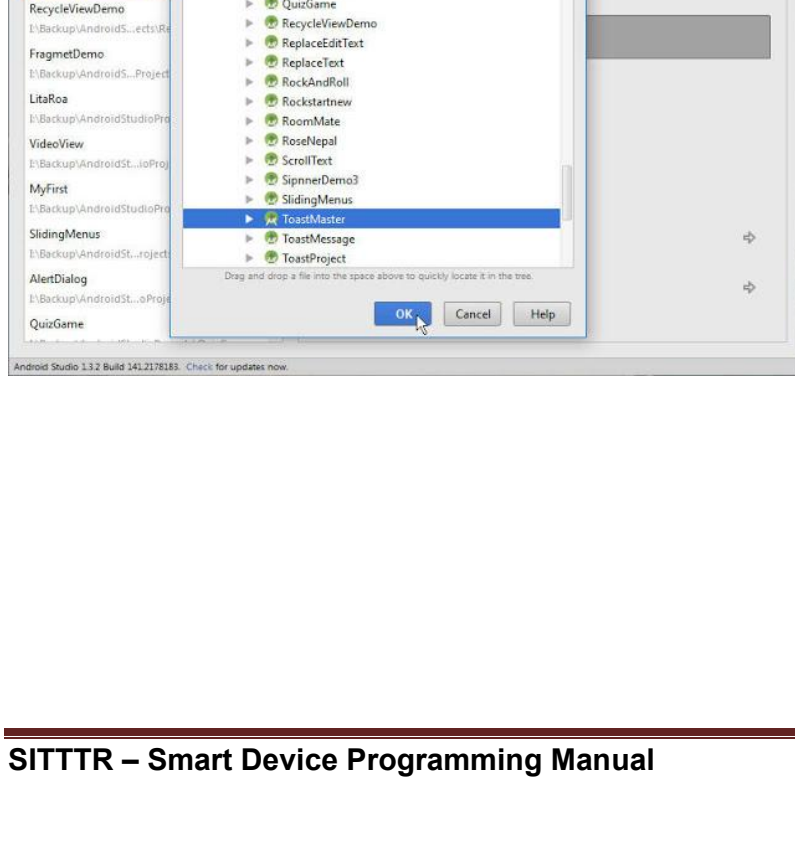 RecycleViewDemo
I:\Backup\AndroidS...ects\Re
FragmetDemo
I:\Backup\AndroidS...Project
LitaRoa
I:\Backup\AndroidStudioPro
VideoView
I:\Backup\AndroidSt...ioProj
MyFirst
I:\Backup\AndroidStudioPro
SlidingMenus
I:\Backup\AndroidSt...roject
AlertDialog
I:\Backup\AndroidSt...oProje
QuizGame
QuizGame
RecycleViewDemo
ReplaceEditText
ReplaceText
RockAndRoll
Rockstartnew
RoomMate
RoseNepal
ScrollText
SipnnerDemo3
SlidingMenus
ToastMaster
ToastMessage
ToastProject
Drag and drop a file into the space above to quickly locate it in the tree.
OK Cancel Help
Android Studio 1.3.2 Build 141.2178183. Check for updates now.
SITTTR – Smart Device Programming Manual